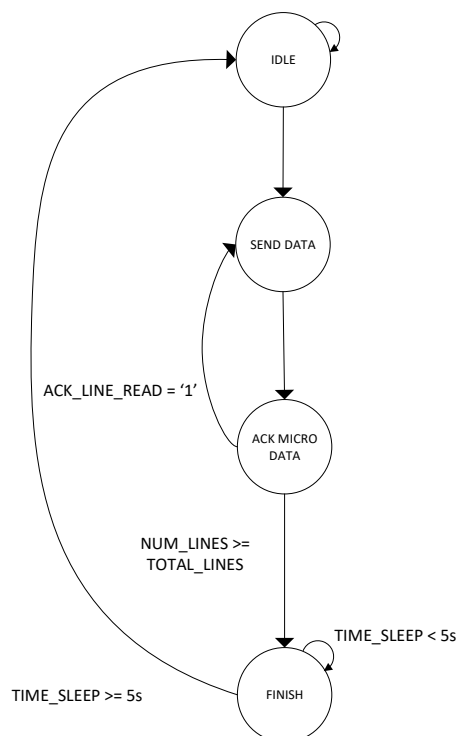 IDLE
SEND DATA
ACK_LINE_READ = ‘1’
ACK MICRO
DATA
NUM_LINES >=
TOTAL_LINES
TIME_SLEEP < 5s
TIME_SLEEP >= 5s
FINISH